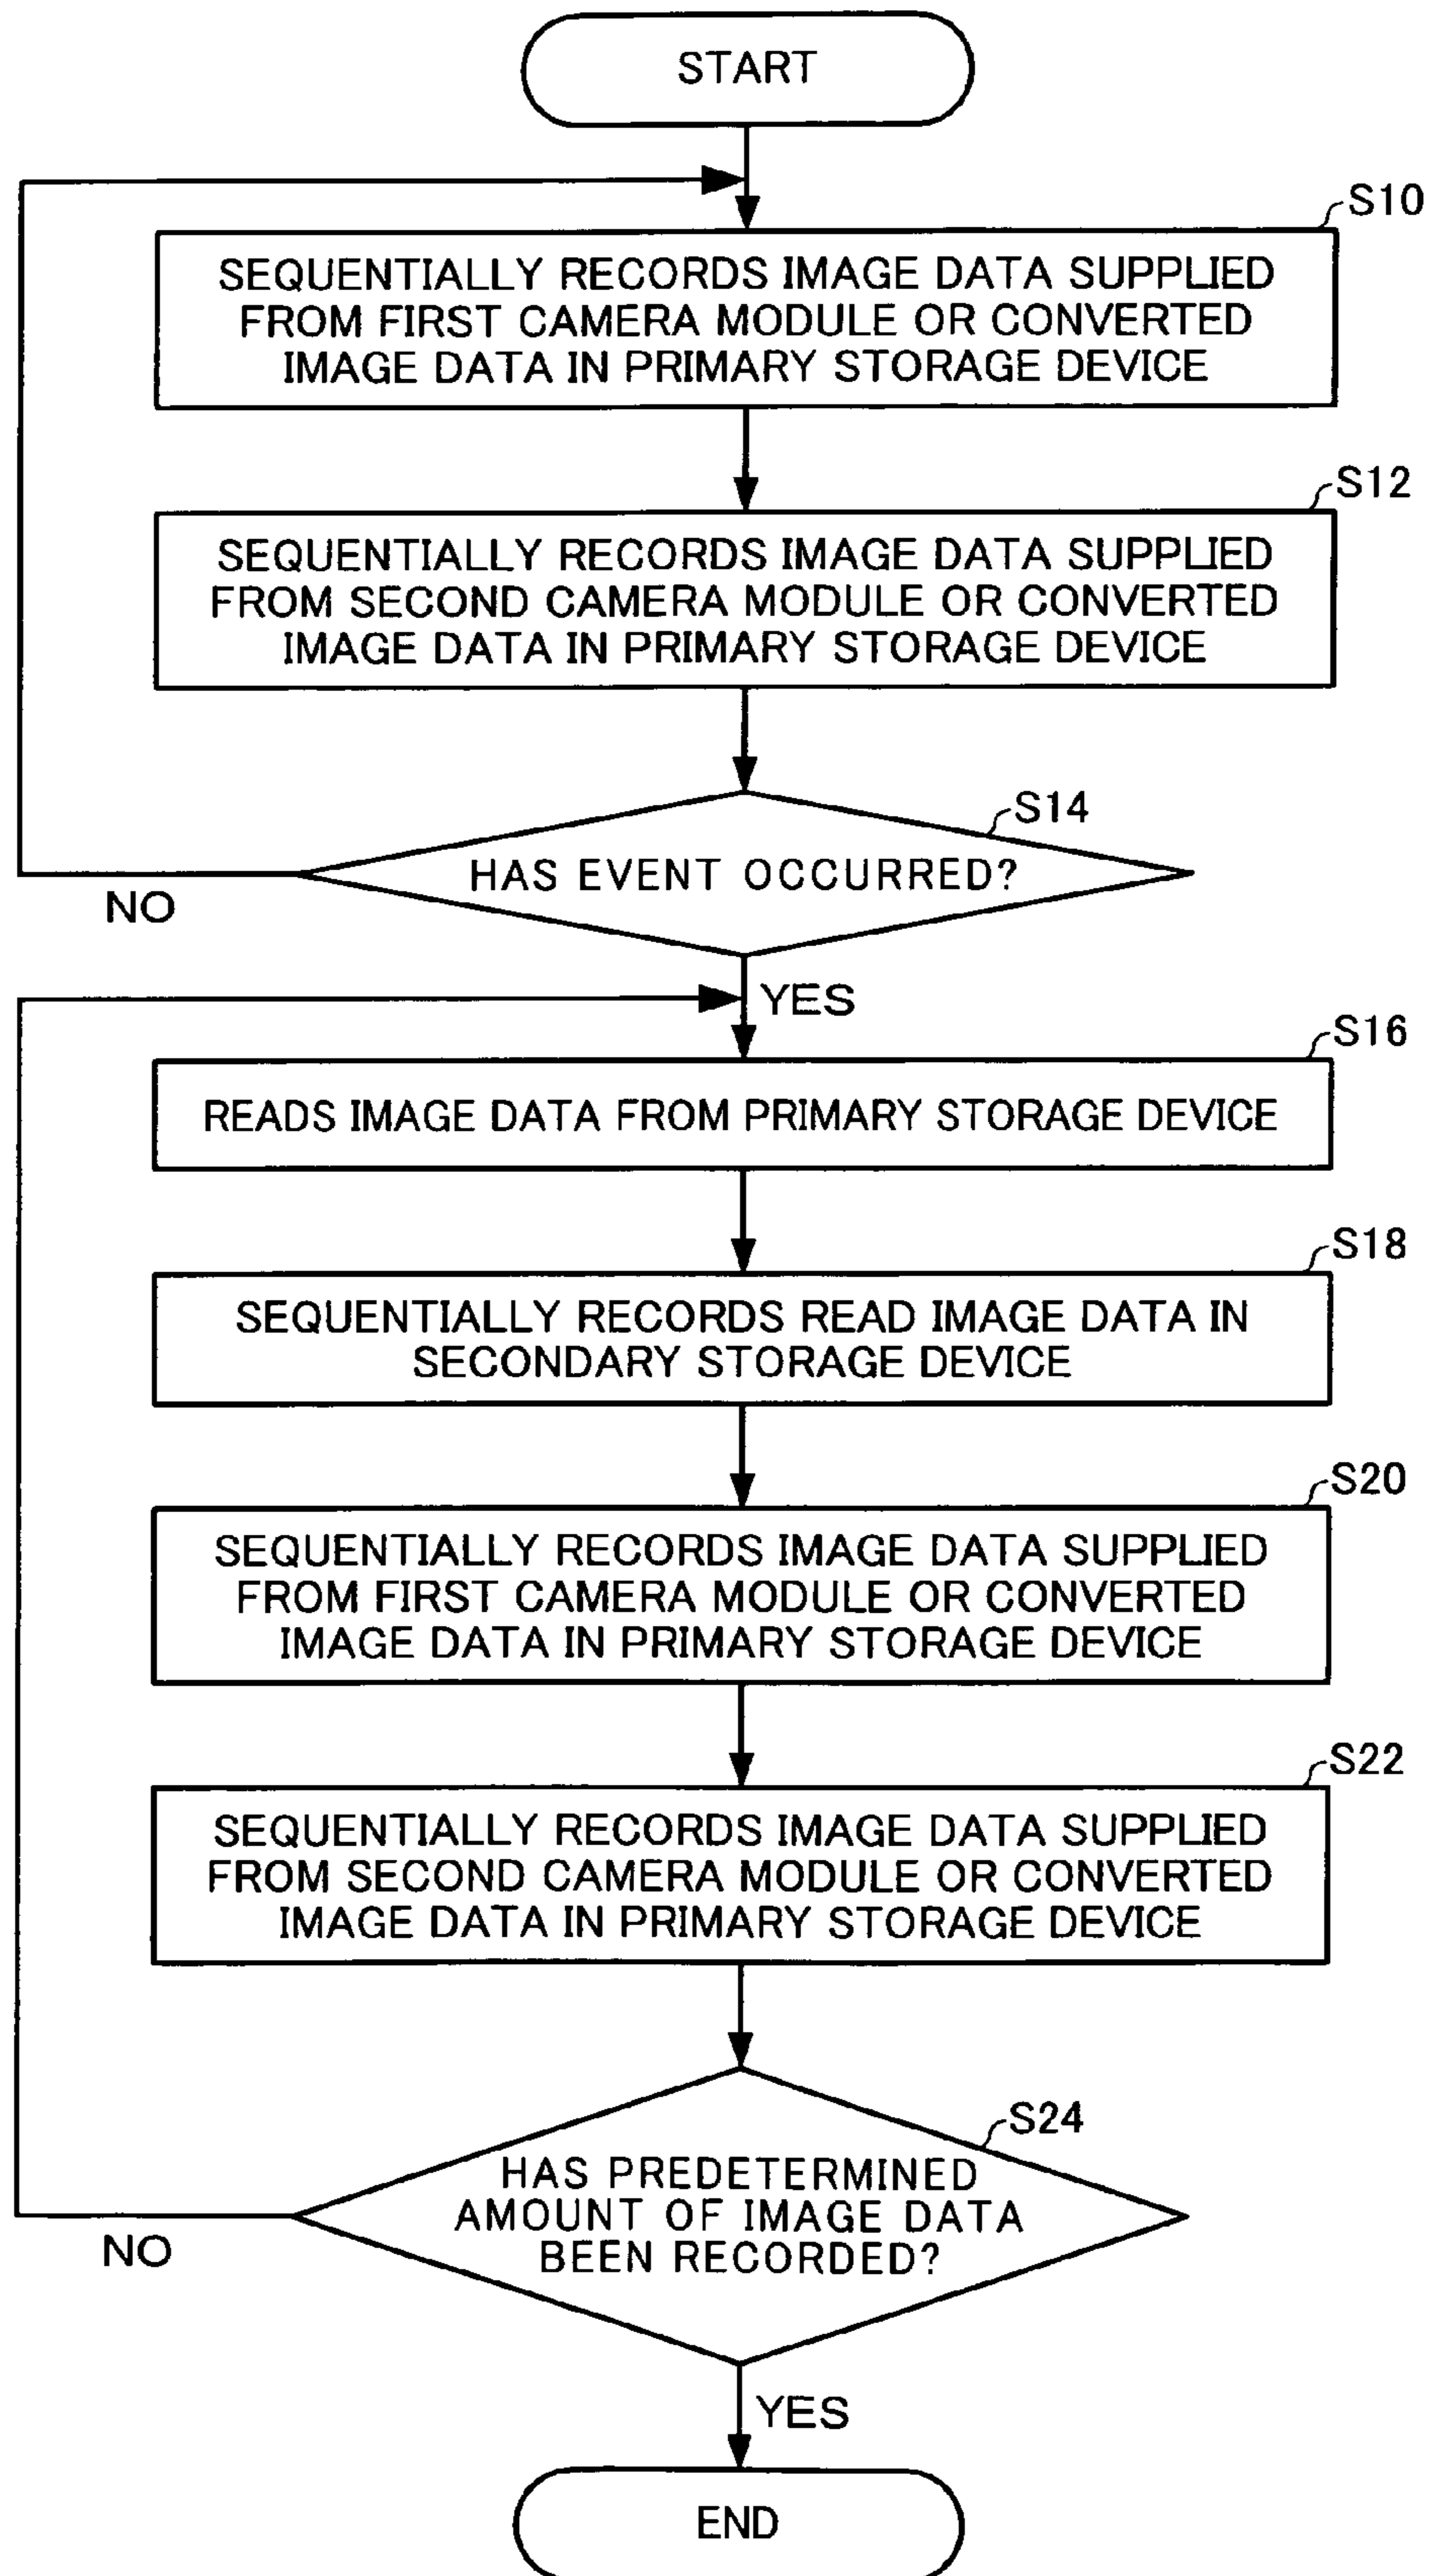 START
S10
SEQUENTIALLY RECORDS IMAGE DATA SUPPLIED
FROM FIRST CAMERA MODULE OR CONVERTED
IMAGE DATA IN PRIMARY STORAGE DEVICE
S12
SEQUENTIALLY RECORDS IMAGE DATA SUPPLIED
FROM SECOND CAMERA MODULE OR CONVERTED
IMAGE DATA IN PRIMARY STORAGE DEVICE
S14
HAS EVENT OCCURRED?
NO
YES
S16
READS IMAGE DATA FROM PRIMARY STORAGE DEVICE
S18
SEQUENTIALLY RECORDS READ IMAGE DATA IN
SECONDARY STORAGE DEVICE
S20
SEQUENTIALLY RECORDS IMAGE DATA SUPPLIED
FROM FIRST CAMERA MODULE OR CONVERTED
IMAGE DATA IN PRIMARY STORAGE DEVICE
S22
SEQUENTIALLY RECORDS IMAGE DATA SUPPLIED
FROM SECOND CAMERA MODULE OR CONVERTED
IMAGE DATA IN PRIMARY STORAGE DEVICE
S24
HAS PREDETERMINED
AMOUNT OF IMAGE DATA
BEEN RECORDED?
NO
YES
END